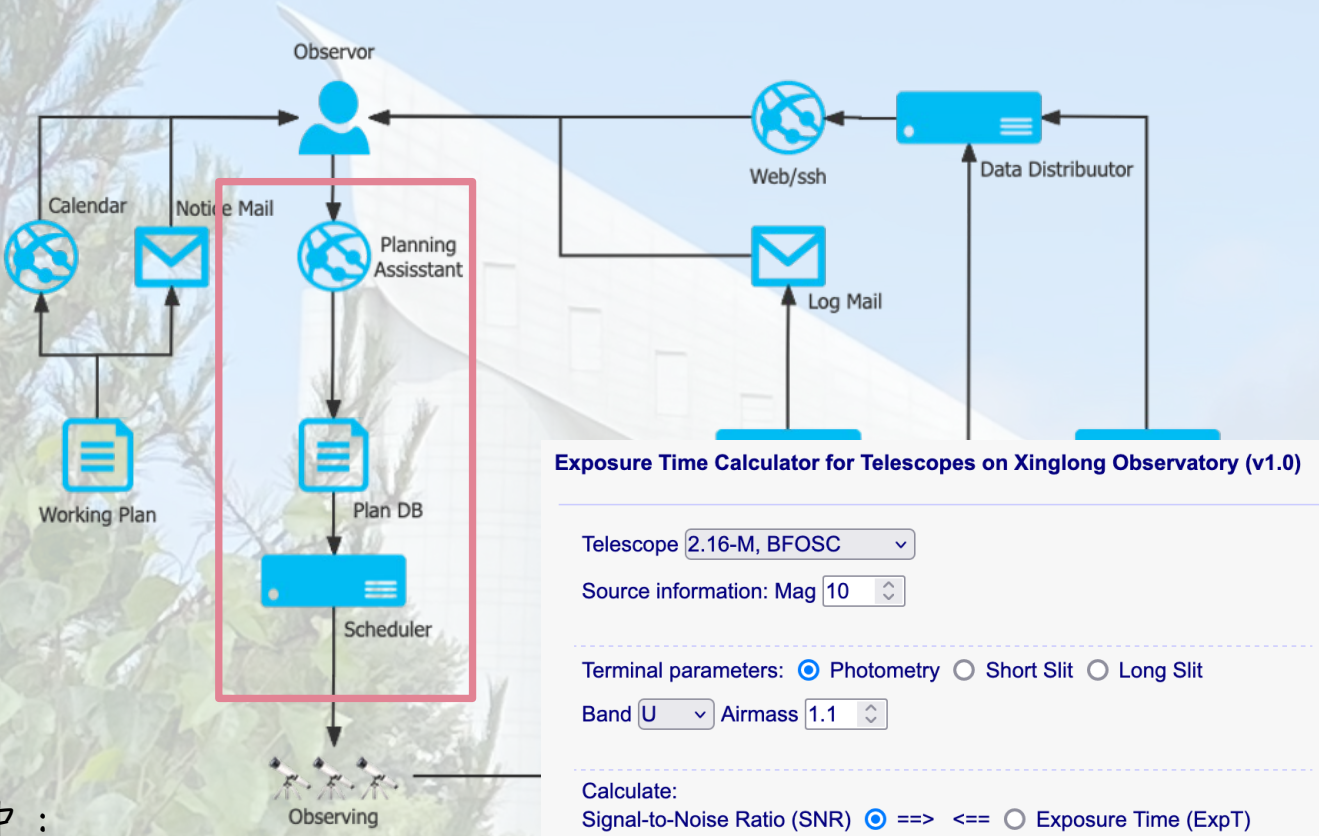 Observor
Calendar
Notice Mail
Planning
Assisstant
Web/ssh
Data Distribuutor
Log Mail
Working Plan
Plan DB
Scheduler
Observing
Exposure Time Calculator for Telescopes on Xinglong Observatory (v1.0)
Telescope 2.16-M, BFOSC
Source information: Mag 10
Terminal parameters: Photometry Short Slit Long Slit
Band U Airmass 1.1
Calculate:
Signal-to-Noise Ratio (SNR) ==> <== Exposure Time (ExpT)